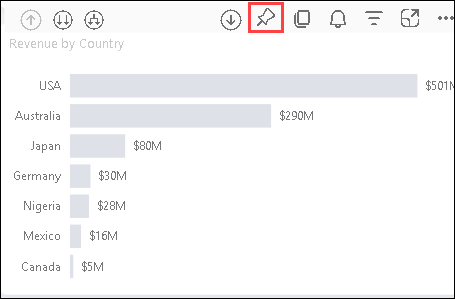 Revenue by Country
USA $501M
Australia $290M
Japan $80M
Germany $30M
Nigeria $28M
Mexico $16M
Canada $5M